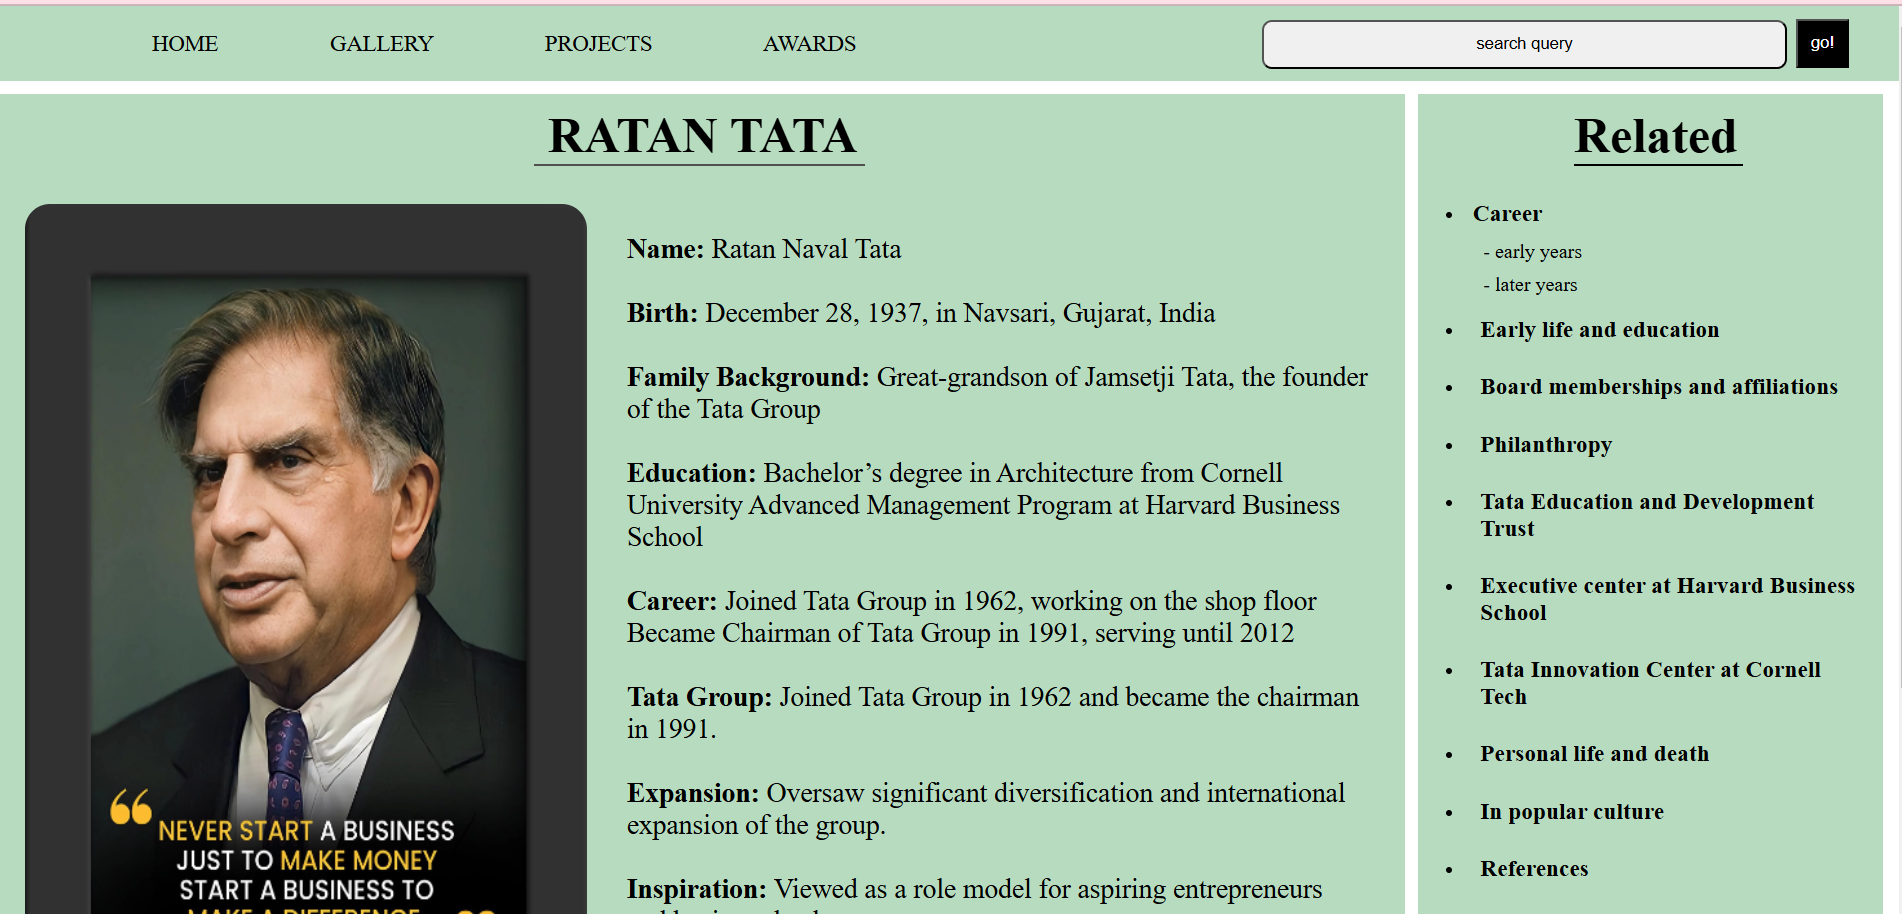 HOME GALLERY PROJECTS AWARDS search query go!
RATAN TATA
Name: Ratan Naval Tata
Birth: December 28, 1937, in Navsari, Gujarat, India
Family Background: Great-grandson of Jamsetji Tata, the founder
of the Tata Group
Education: Bachelor’s degree in Architecture from Cornell
University Advanced Management Program at Harvard Business
School
Career: Joined Tata Group in 1962, working on the shop floor
Became Chairman of Tata Group in 1991, serving until 2012
Tata Group: Joined Tata Group in 1962 and became the chairman
in 1991.
Expansion: Oversaw significant diversification and international
expansion of the group.
Inspiration: Viewed as a role model for aspiring entrepreneurs
“
NEVER START A BUSINESS
JUST TO MAKE MONEY
START A BUSINESS TO
MAKE A DIFFERENCE
Related
• Career
- early years
- later years
• Early life and education
• Board memberships and affiliations
• Philanthropy
• Tata Education and Development
Trust
• Executive center at Harvard Business
School
• Tata Innovation Center at Cornell
Tech
• Personal life and death
• In popular culture
• References